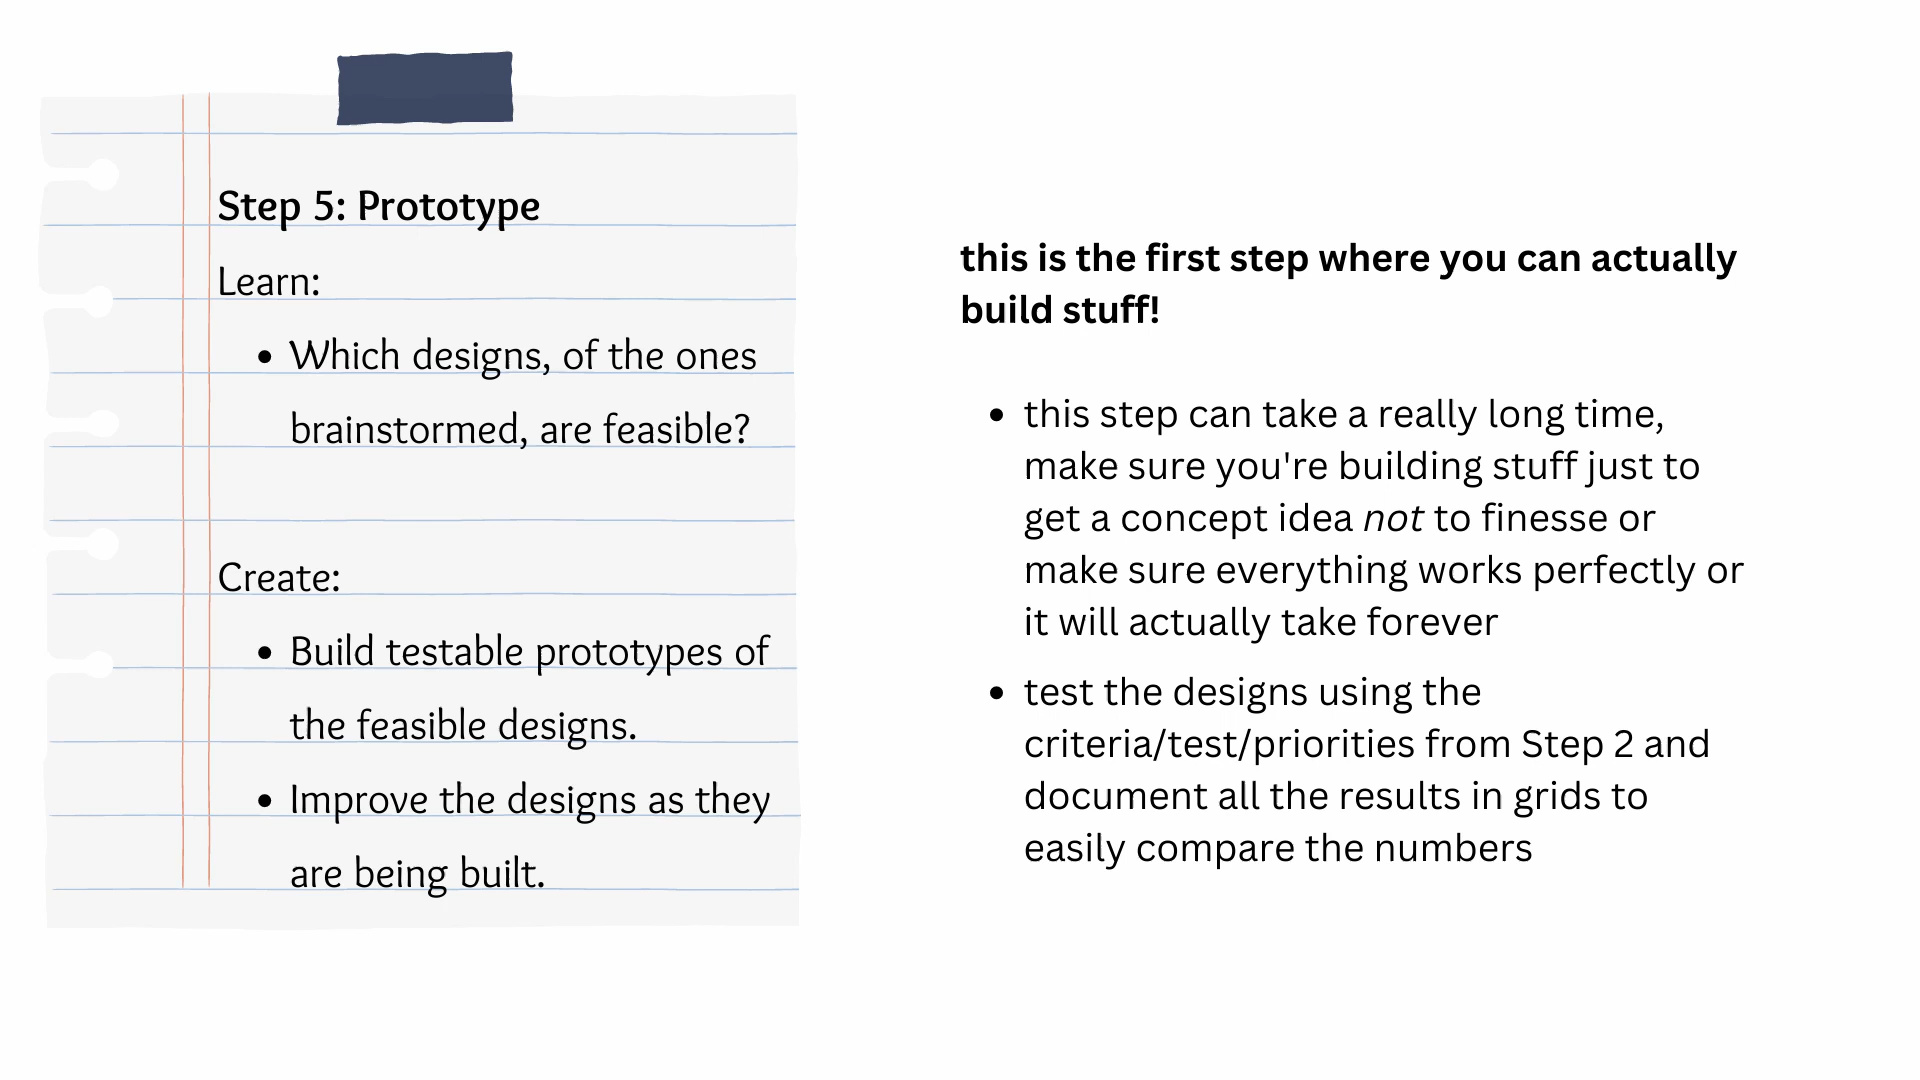 Step 5: Prototype
Learn:
• Which designs, of the ones
brainstormed, are feasible?
Create:
• Build testable prototypes of
the feasible designs.
• Improve the designs as they
are being built.
this is the first step where you can actually
build stuff!
• this step can take a really long time,
make sure you're building stuff just to
get a concept idea not to finesse or
make sure everything works perfectly or
it will actually take forever
• test the designs using the
criteria/test/priorities from Step 2 and
document all the results in grids to
easily compare the numbers